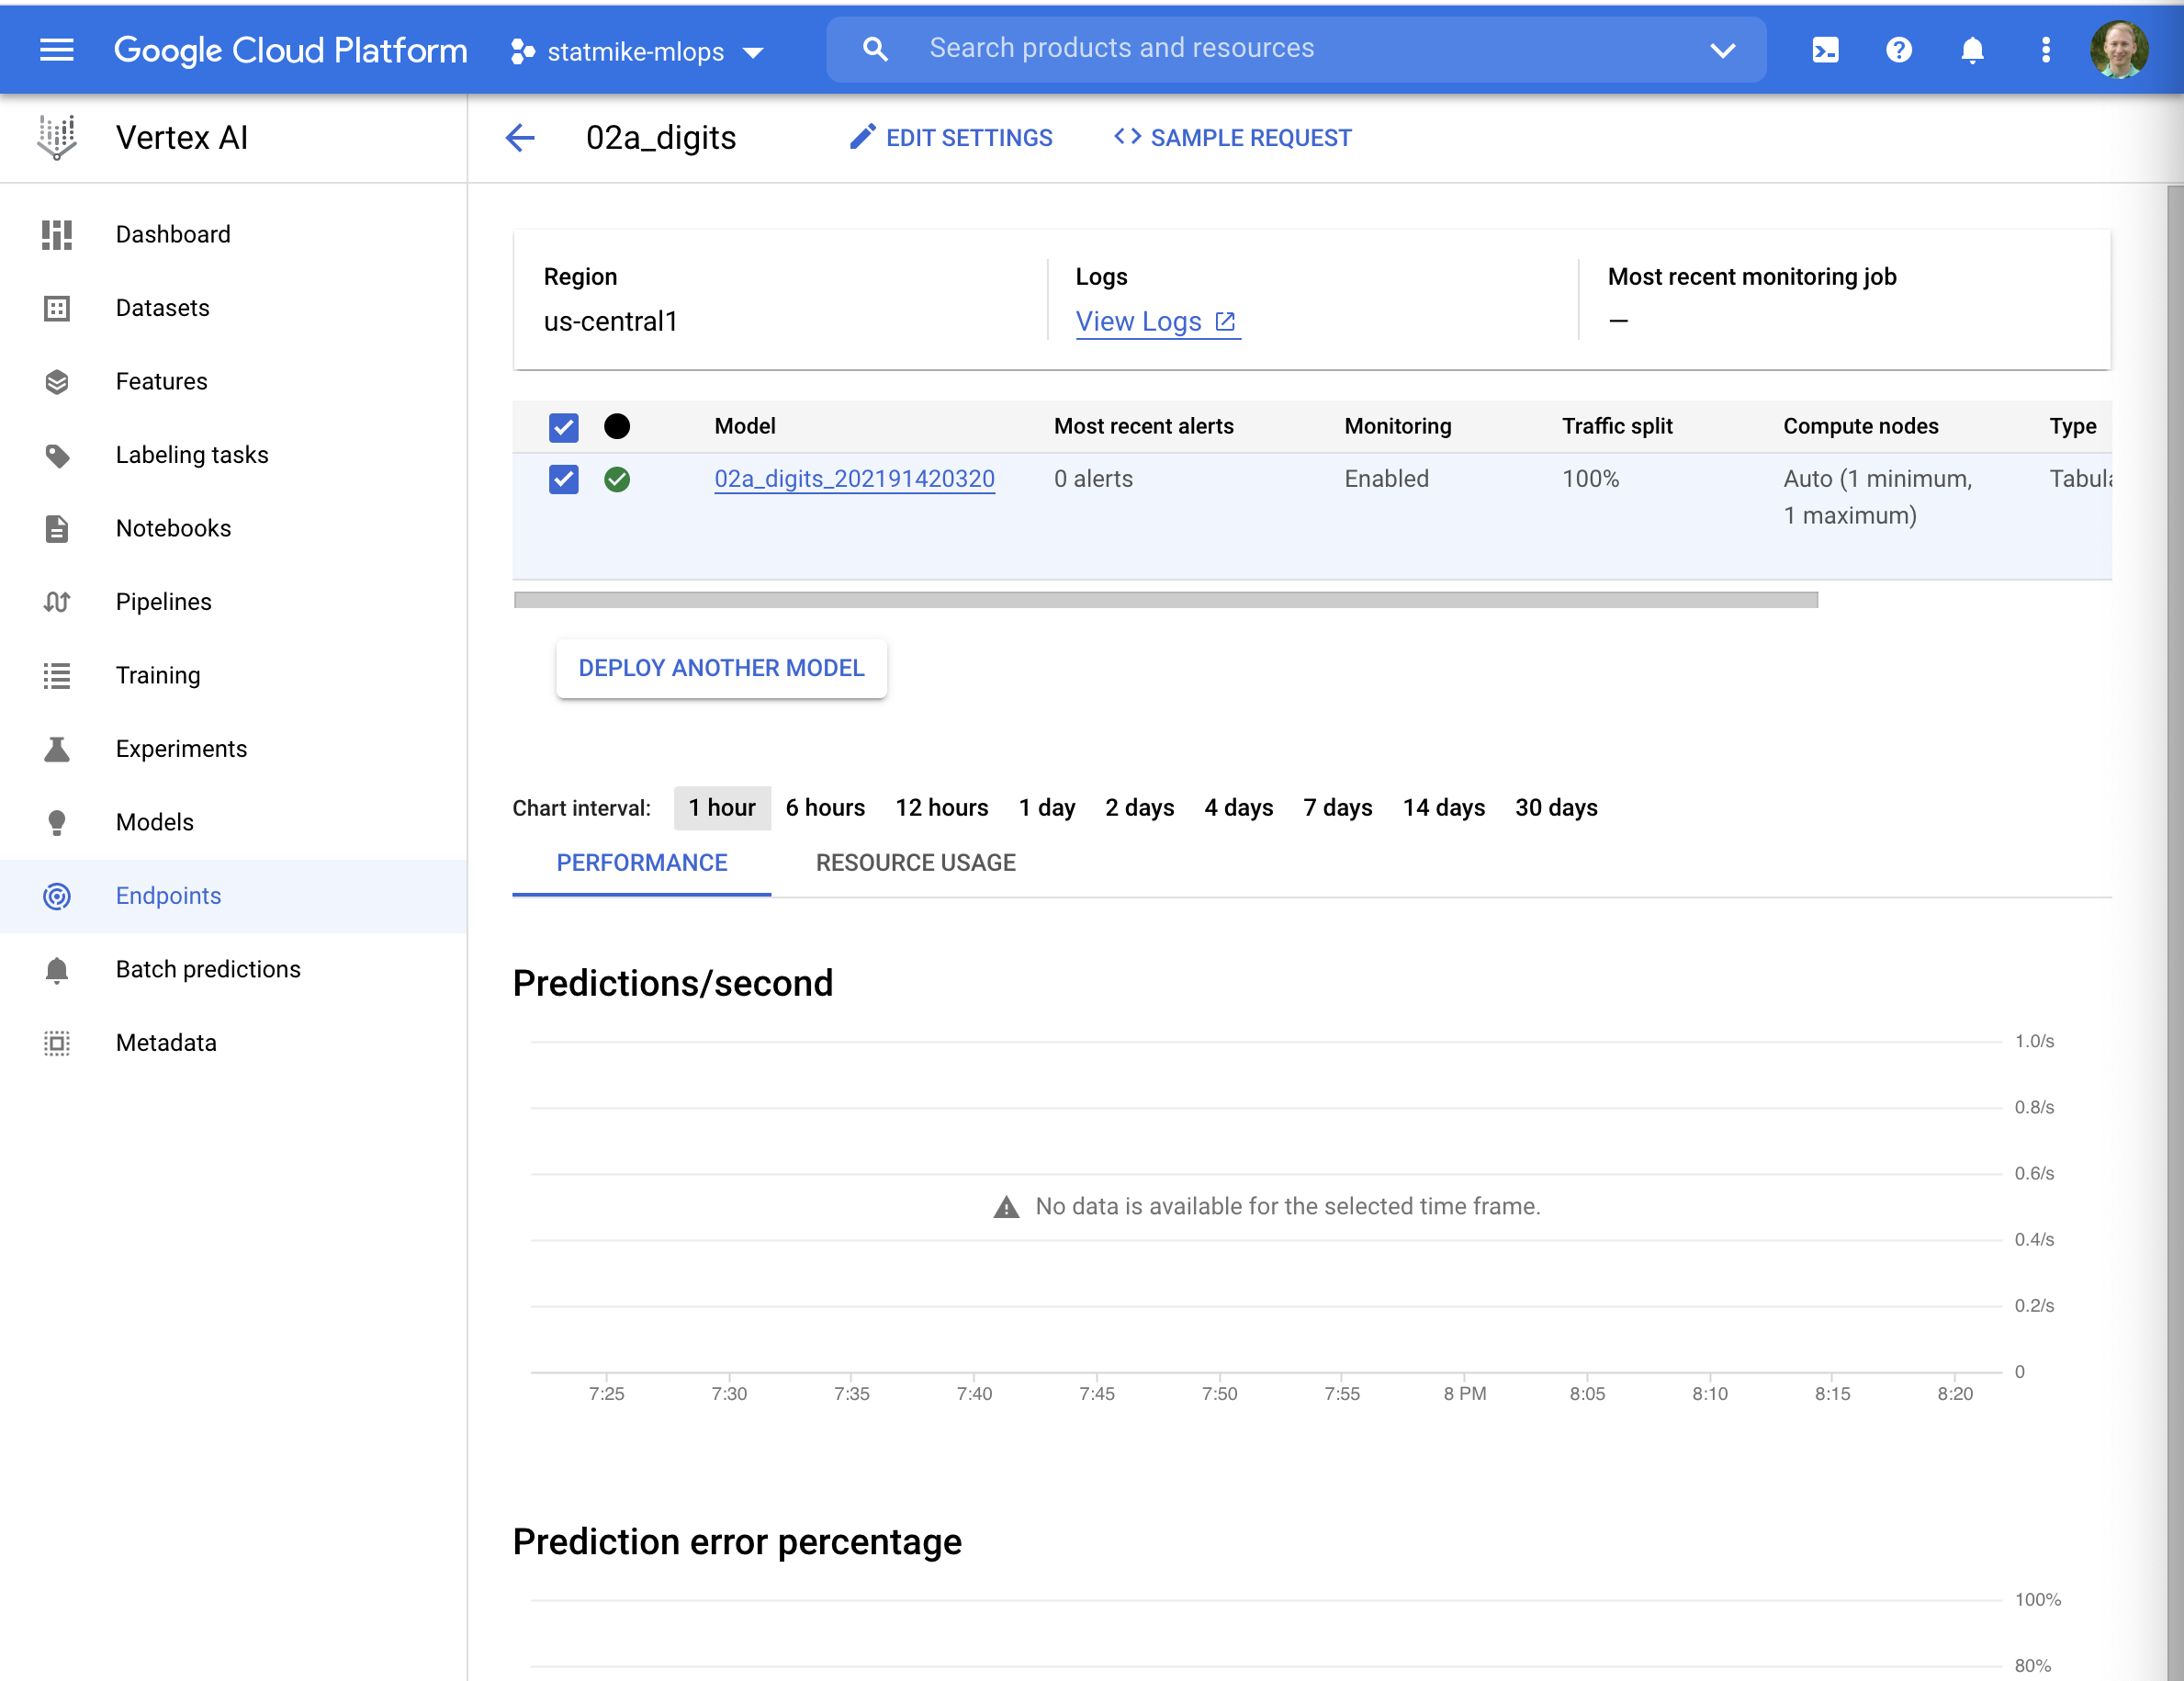 Google Cloud Platform
statmike-mlops
Search products and resources
Vertex AI
02a_digits
EDIT SETTINGS
SAMPLE REQUEST
Dashboard
Datasets
Features
Labeling tasks
Notebooks
Pipelines
Training
Experiments
Models
Endpoints
Batch predictions
Metadata
Region
us-central1
Logs
View Logs
Most recent monitoring job
—
Model Most recent alerts Monitoring Traffic split Compute nodes Type
02a_digits_202191420320 0 alerts Enabled 100% Auto (1 minimum,
1 maximum)
DEPLOY ANOTHER MODEL
Chart interval: 1 hour 6 hours 12 hours 1 day 2 days 4 days 7 days 14 days 30 days
PERFORMANCE RESOURCE USAGE
Predictions/second
1.0/s
0.8/s
0.6/s
No data is available for the selected time frame.
0.4/s
0.2/s
0
7:25 7:30 7:35 7:40 7:45 7:50 7:55 8 PM 8:05 8:10 8:15 8:20
Prediction error percentage
100%
80%